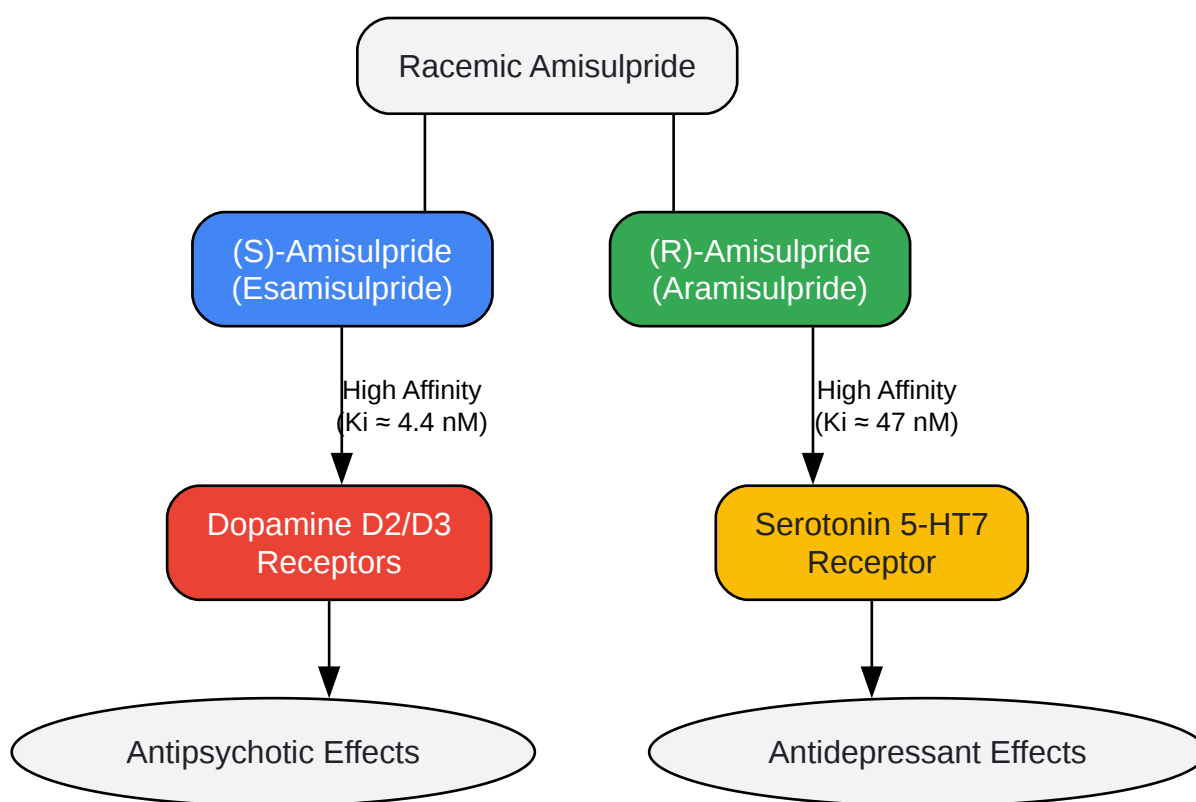 Racemic Amisulpride
(S)-Amisulpride
(Esamisulpride)
(R)-Amisulpride
(Aramisulpride)
High Affinity
(Ki ≈ 4.4 nM)
High Affinity
(Ki ≈ 47 nM)
Dopamine D2/D3
Receptors
Serotonin 5-HT7
Receptor
Antipsychotic Effects
Antidepressant Effects